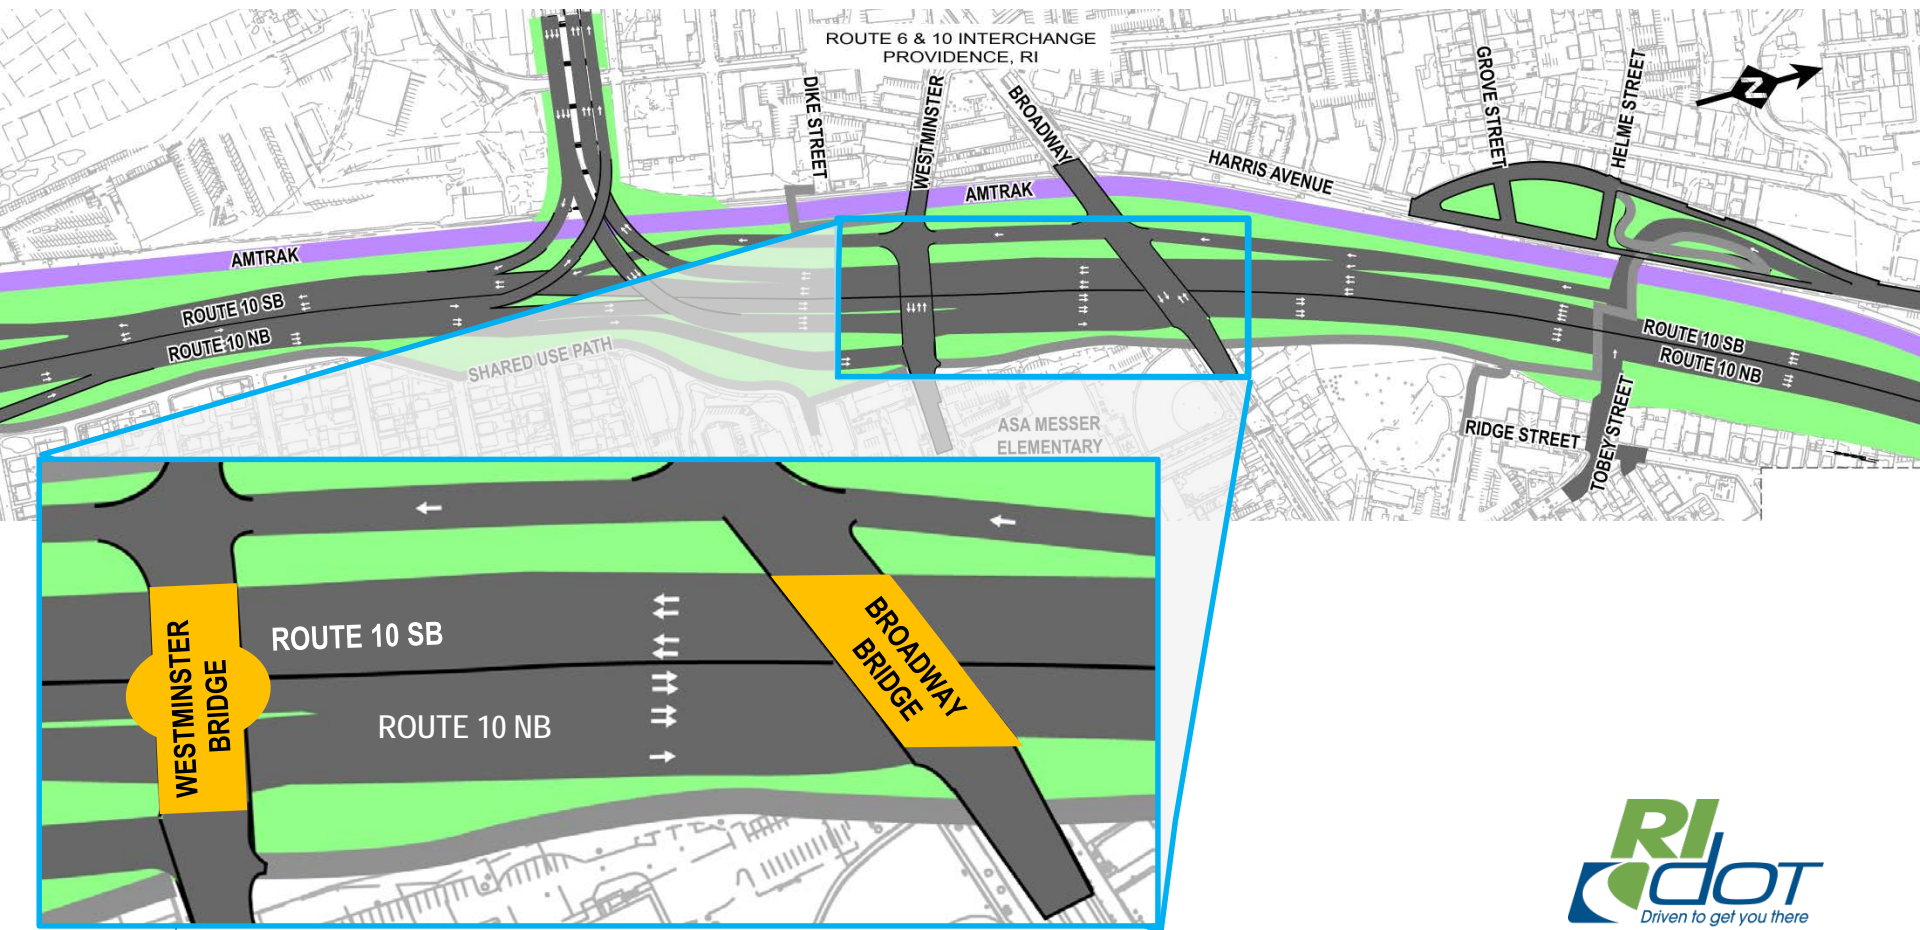 ROUTE 6 & 10 INTERCHANGE
PROVIDENCE, RI
DIKE STREET
WESTMINSTER
BROADWAY
HARRIS AVENUE
GROVE STREET
HELME STREET
N
AMTRAK
AMTRAK
ROUTE 10 SB
ROUTE 10 NB
SHARED USE PATH
ASA MESSER
ELEMENTARY
ROUTE 10 SB
ROUTE 10 NB
RIDGE STREET
TOBEY STREET
WESTMINSTER
BRIDGE
ROUTE 10 SB
ROUTE 10 NB
BROADWAY
BRIDGE
RI
DOT
Driven to get you there